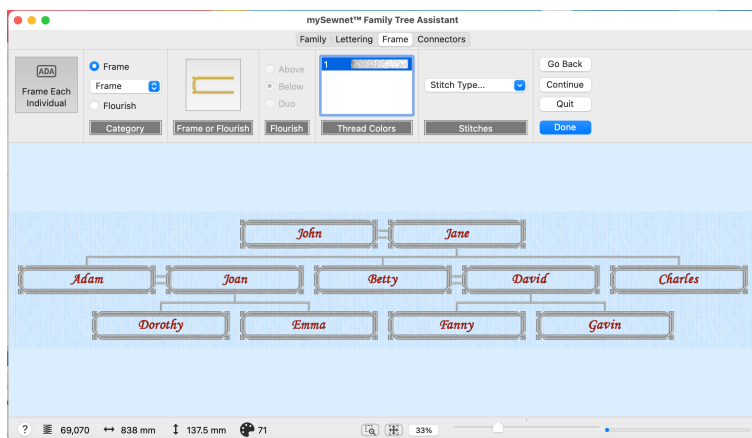 mySewnet™ Family Tree Assistant
Family Lettering Frame Connectors
ADA
Frame Each
Individual
Frame
Frame
Flourish
Category
Frame or Flourish
Above
Below
Duo
Flourish
1
Thread Colors
Stitch Type...
Stitches
Go Back
Continue
Quit
Done
John Jane
Adam Joan Betty David Charles
Dorothy Emma Fanny Gavin
? 69,070 ↔ 838 mm ↕ 137.5 mm 71 33%